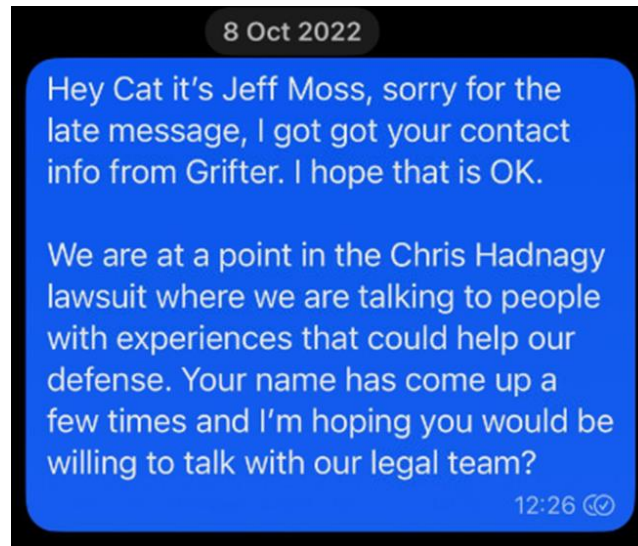 8 Oct 2022
Hey Cat it's Jeff Moss, sorry for the
late message, I got got your contact
info from Grifter. I hope that is OK.
We are at a point in the Chris Hadnagy
lawsuit where we are talking to people
with experiences that could help our
defense. Your name has come up a
few times and I'm hoping you would be
willing to talk with our legal team?
12:26